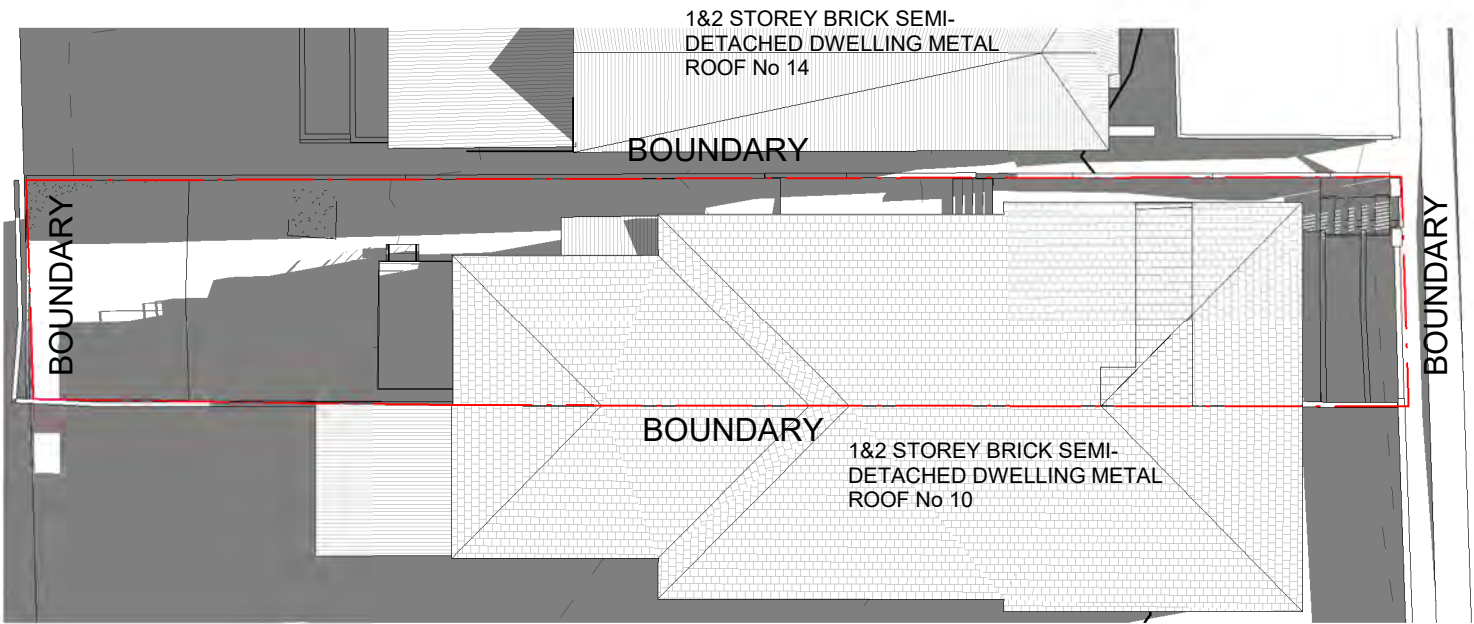 1&2 STOREY BRICK SEMI-
DETACHED DWELLING METAL
ROOF No 14
BOUNDARY
BOUNDARY
BOUNDARY
BOUNDARY
1&2 STOREY BRICK SEMI-
DETACHED DWELLING METAL
ROOF No 10